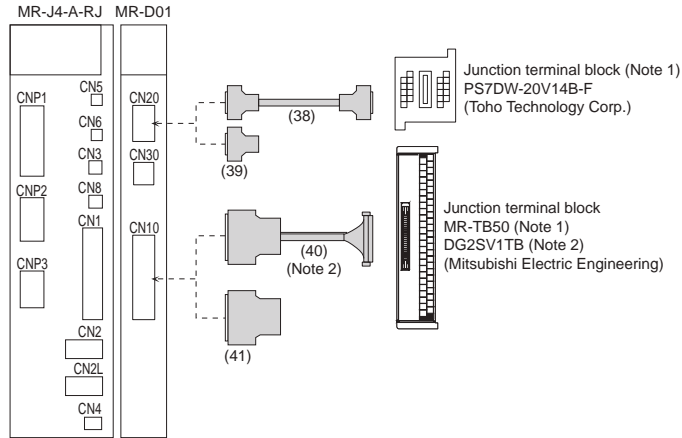 MR-J4-A-RJ MR-D01
CNP1
CN5
CN6
CN3
CNP2
CN8
CN1
CNP3
CN2
CN2L
CN4
CN20
CN30
CN10
(38)
(39)
(40)
(Note 2)
(41)
Junction terminal block (Note 1)
PS7DW-20V14B-F
(Toho Technology Corp.)
Junction terminal block
MR-TB50 (Note 1)
DG2SV1TB (Note 2)
(Mitsubishi Electric Engineering)